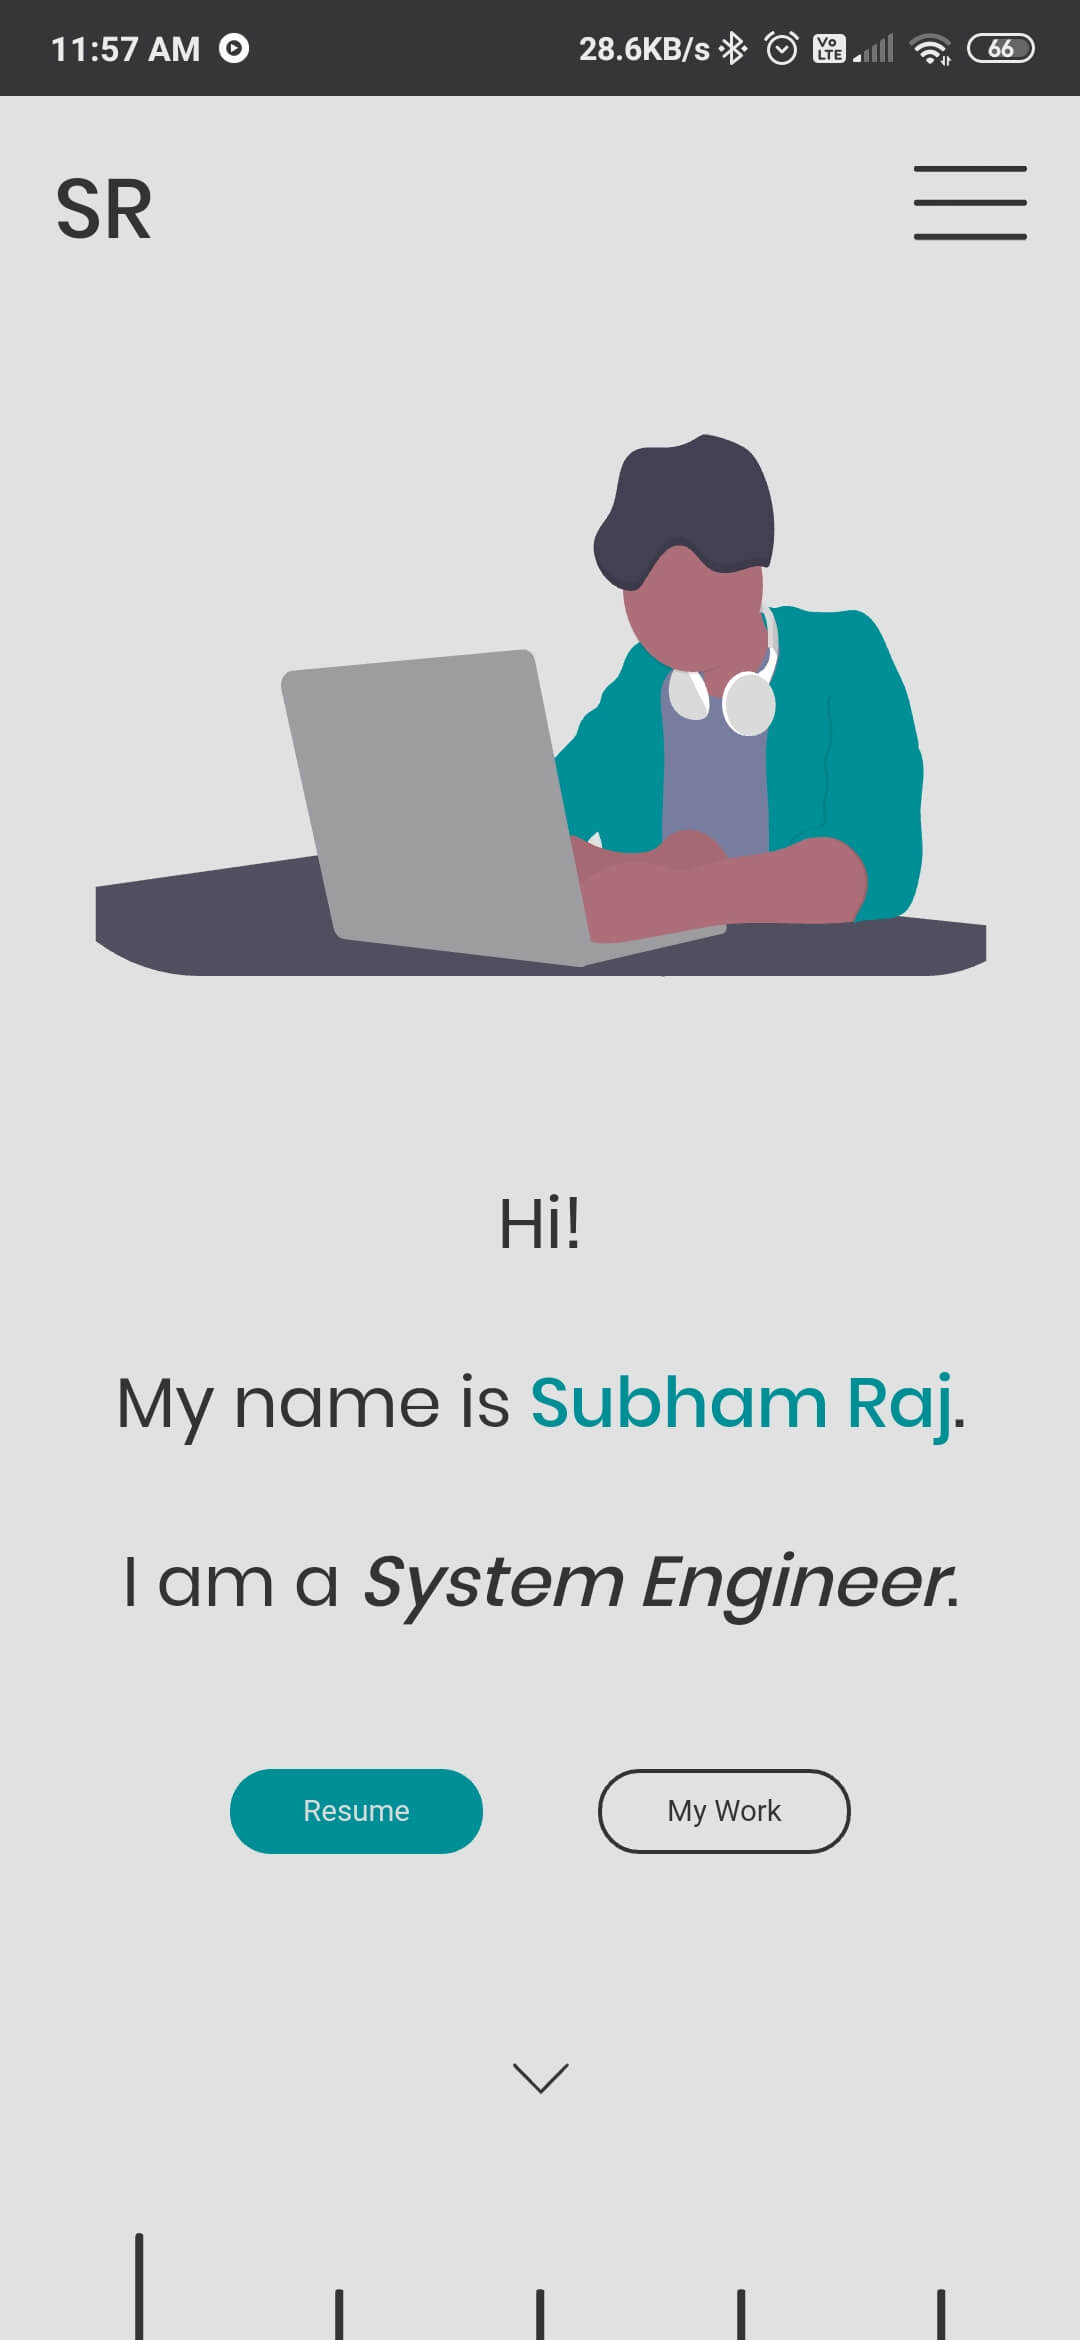 11:57 AM 28.6KB/s VO LTE 66
SR
Hi!
My name is Subham Raj.
I am a System Engineer.
Resume My Work